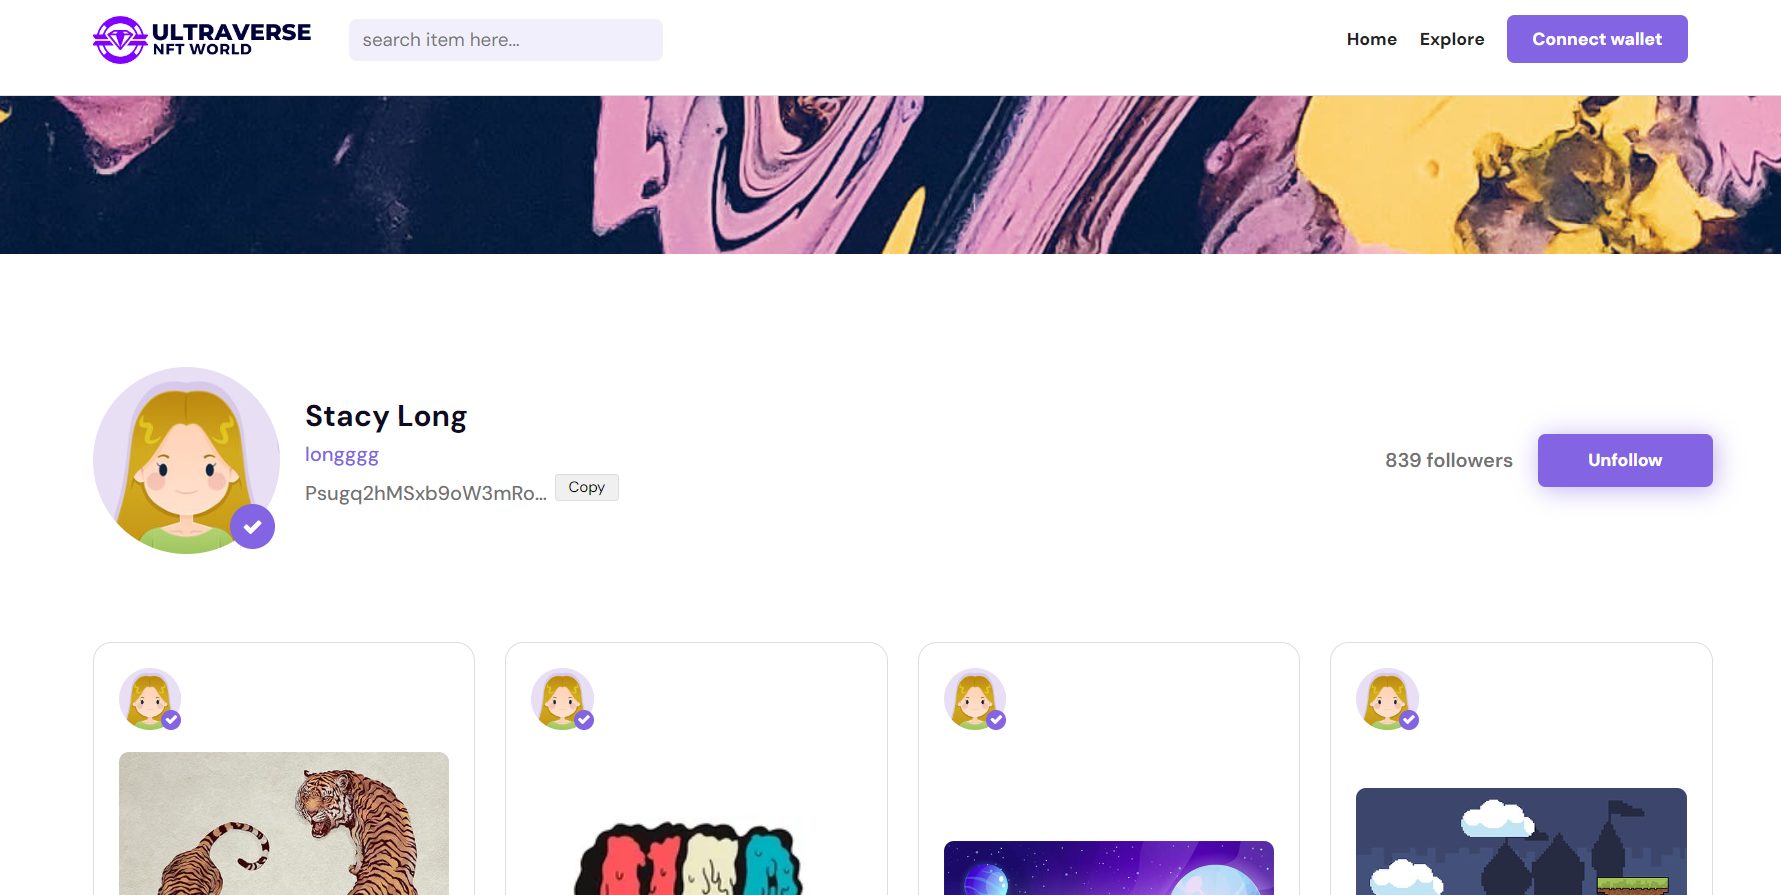 ULTRAVERSE
NFT WORLD
search item here...
Home
Explore
Connect wallet
Stacy Long
longggg
Psugq2hMSxb9oW3mRo...
Copy
839 followers
Unfollow